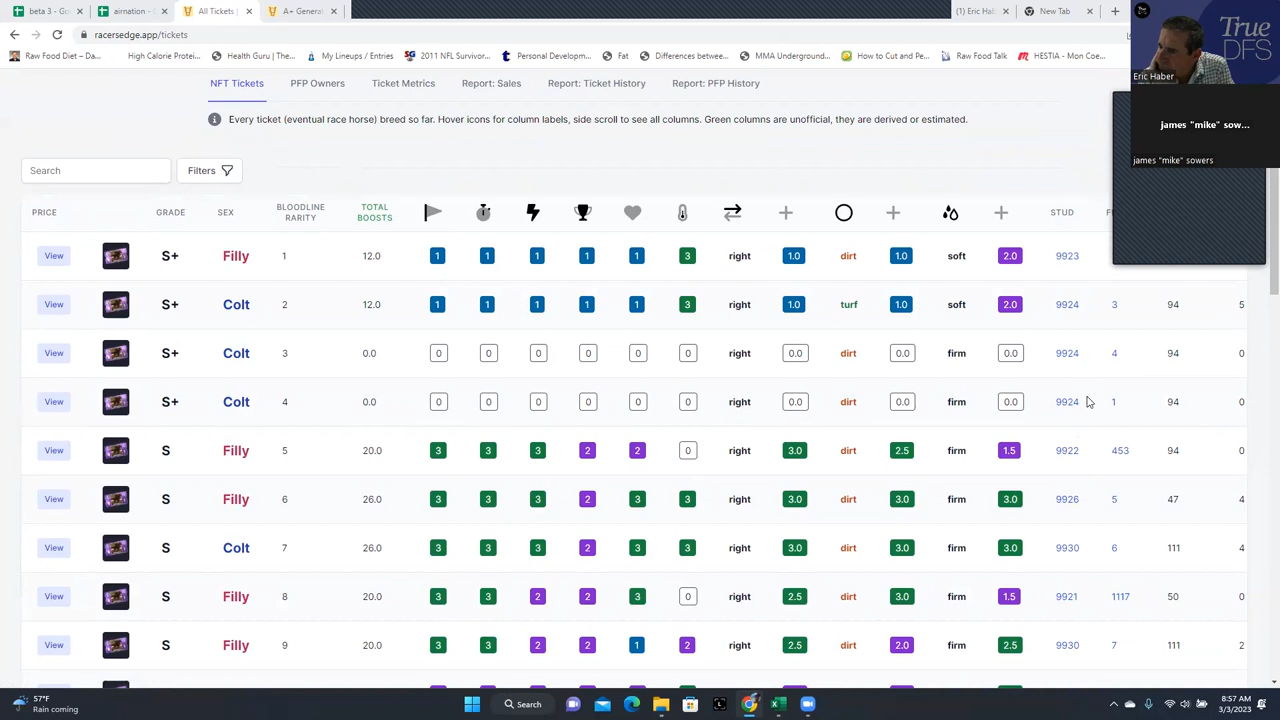 beta 3 - Go
airnation - G
All Tickets |
A+ General
(1) Eric Hab
New Tab
racersedge.app/tickets
Raw Food Diet – Da...
High Calorie Protei...
Health Guru | The...
My Lineups / Entries
2011 NFL Survivor...
Personal Developm...
Fat
Differences betwee...
MMA Underground...
How to Cut and Pe...
Raw Food Talk
HESTIA - Mon Coe...
True
DFS
Eric Haber
james "mike" sow...
james "mike" sowers
NFT Tickets
PFP Owners
Ticket Metrics
Report: Sales
Report: Ticket History
Report: PFP History
Every ticket (eventual race horse) breed so far. Hover icons for column labels, side scroll to see all columns. Green columns are unofficial, they are derived or estimated.
Search
Filters
PRICE GRADE SEX BLOODLINE RARITY TOTAL BOOSTS + + + STUD F
View S+ Filly 1 12.0 1 1 1 1 1 3 right 1.0 dirt 1.0 soft 2.0 9923
View S+ Colt 2 12.0 1 1 1 1 1 3 right 1.0 turf 1.0 soft 2.0 9924 3 94 5
View S+ Colt 3 0.0 0 0 0 0 0 0 right 0.0 dirt 0.0 firm 0.0 9924 4 94 0
View S+ Colt 4 0.0 0 0 0 0 0 0 right 0.0 dirt 0.0 firm 0.0 9924 1 94 0
View S Filly 5 20.0 3 3 3 2 2 0 right 3.0 dirt 2.5 firm 1.5 9922 453 94 0
View S Filly 6 26.0 3 3 3 2 3 3 right 3.0 dirt 3.0 firm 3.0 9926 5 47 4
View S Colt 7 26.0 3 3 3 2 3 3 right 3.0 dirt 3.0 firm 3.0 9930 6 111 4
View S Filly 8 20.0 3 3 2 2 3 0 right 2.5 dirt 3.0 firm 1.5 9921 1117 50 0
View S Filly 9 20.0 3 3 2 2 1 2 right 2.5 dirt 2.0 firm 2.5 9930 7 111 2
57°F
Rain coming
Search
8:57 AM
3/3/2023